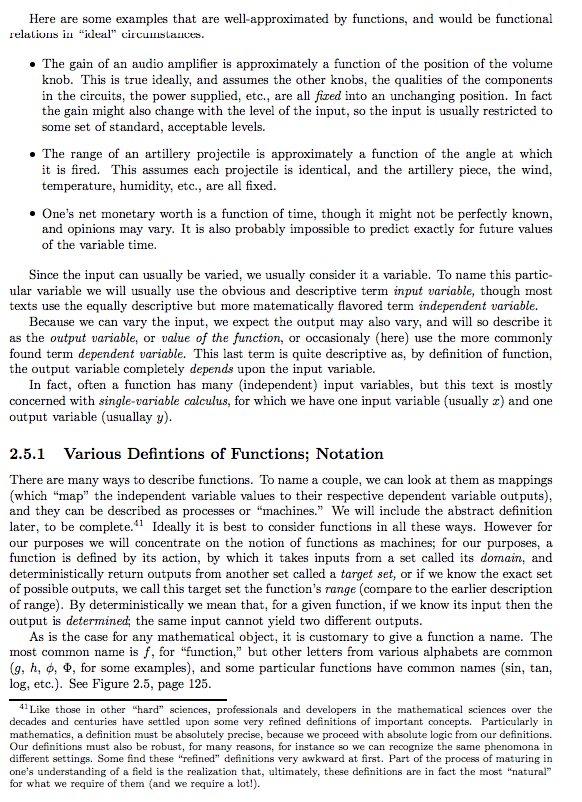 Here are some examples that are well-approximated by functions, and would be functional
relations in “ideal” circumstances.
• The gain of an audio amplifier is approximately a function of the position of the volume
knob. This is true ideally, and assumes the other knobs, the qualities of the components
in the circuits, the power supplied, etc., are all fixed into an unchanging position. In fact
the gain might also change with the level of the input, so the input is usually restricted to
some set of standard, acceptable levels.
• The range of an artillery projectile is approximately a function of the angle at which
it is fired. This assumes each projectile is identical, and the artillery piece, the wind,
temperature, humidity, etc., are all fixed.
• One’s net monetary worth is a function of time, though it might not be perfectly known,
and opinions may vary. It is also probably impossible to predict exactly for future values
of the variable time.
Since the input can usually be varied, we usually consider it a variable. To name this partic-
ular variable we will usually use the obvious and descriptive term input variable, though most
texts use the equally descriptive but more matematically flavored term independent variable.
Because we can vary the input, we expect the output may also vary, and will so describe it
as the output variable, or value of the function, or occasionaly (here) use the more commonly
found term dependent variable. This last term is quite descriptive as, by definition of function,
the output variable completely depends upon the input variable.
In fact, often a function has many (independent) input variables, but this text is mostly
concerned with single-variable calculus, for which we have one input variable (usually x) and one
output variable (usuallay y).
2.5.1 Various Defintions of Functions; Notation
There are many ways to describe functions. To name a couple, we can look at them as mappings
(which “map” the independent variable values to their respective dependent variable outputs),
and they can be described as processes or “machines.” We will include the abstract definition
later, to be complete.⁴¹ Ideally it is best to consider functions in all these ways. However for
our purposes we will concentrate on the notion of functions as machines; for our purposes, a
function is defined by its action, by which it takes inputs from a set called its domain, and
deterministically return outputs from another set called a target set, or if we know the exact set
of possible outputs, we call this target set the function’s range (compare to the earlier description
of range). By deterministically we mean that, for a given function, if we know its input then the
output is determined; the same input cannot yield two different outputs.
As is the case for any mathematical object, it is customary to give a function a name. The
most common name is f, for “function,” but other letters from various alphabets are common
(g, h, ϕ, Φ, for some examples), and some particular functions have common names (sin, tan,
log, etc.). See Figure 2.5, page 125.
⁴¹Like those in other “hard” sciences, professionals and developers in the mathematical sciences over the
decades and centuries have settled upon some very refined definitions of important concepts. Particularly in
mathematics, a definition must be absolutely precise, because we proceed with absolute logic from our definitions.
Our definitions must also be robust, for many reasons, for instance so we can recognize the same phenomona in
different settings. Some find these “refined” definitions very awkward at first. Part of the process of maturing in
one’s understanding of a field is the realization that, ultimately, these definitions are in fact the most “natural”
for what we require of them (and we require a lot!).